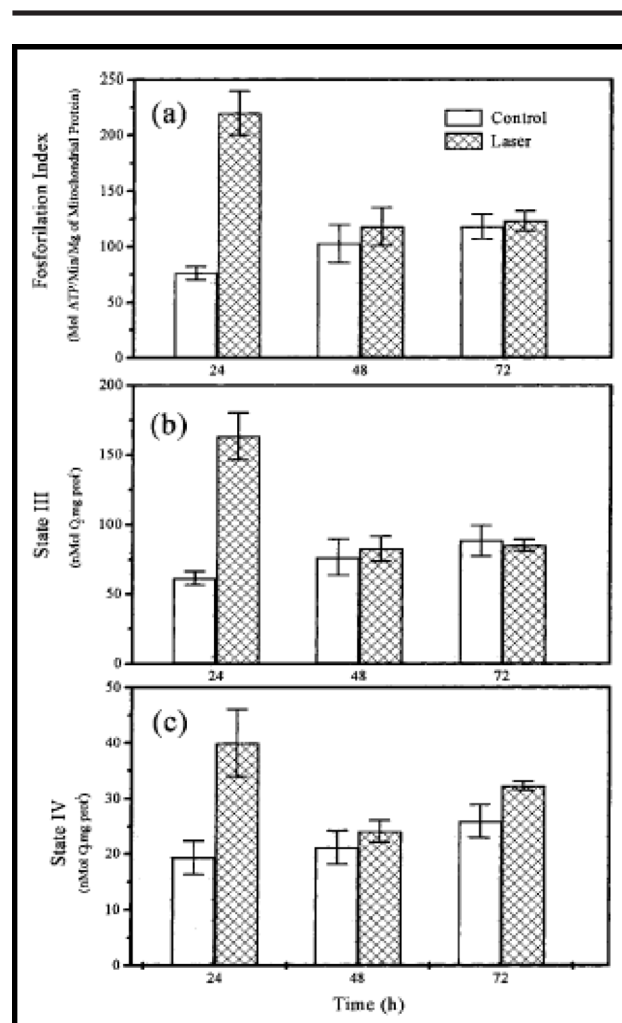 (a)
Control
Laser
Fosforilation Index
(Mol ATP/Min/Mg of Mitochondrial Protein)
250
200
150
100
50
0
24
48
72
(b)
State III
(nMol Q.mg prot)
200
150
100
50
0
24
48
72
(c)
State IV
(nMol Q.mg prot)
50
40
30
20
10
0
24
48
72
Time (h)